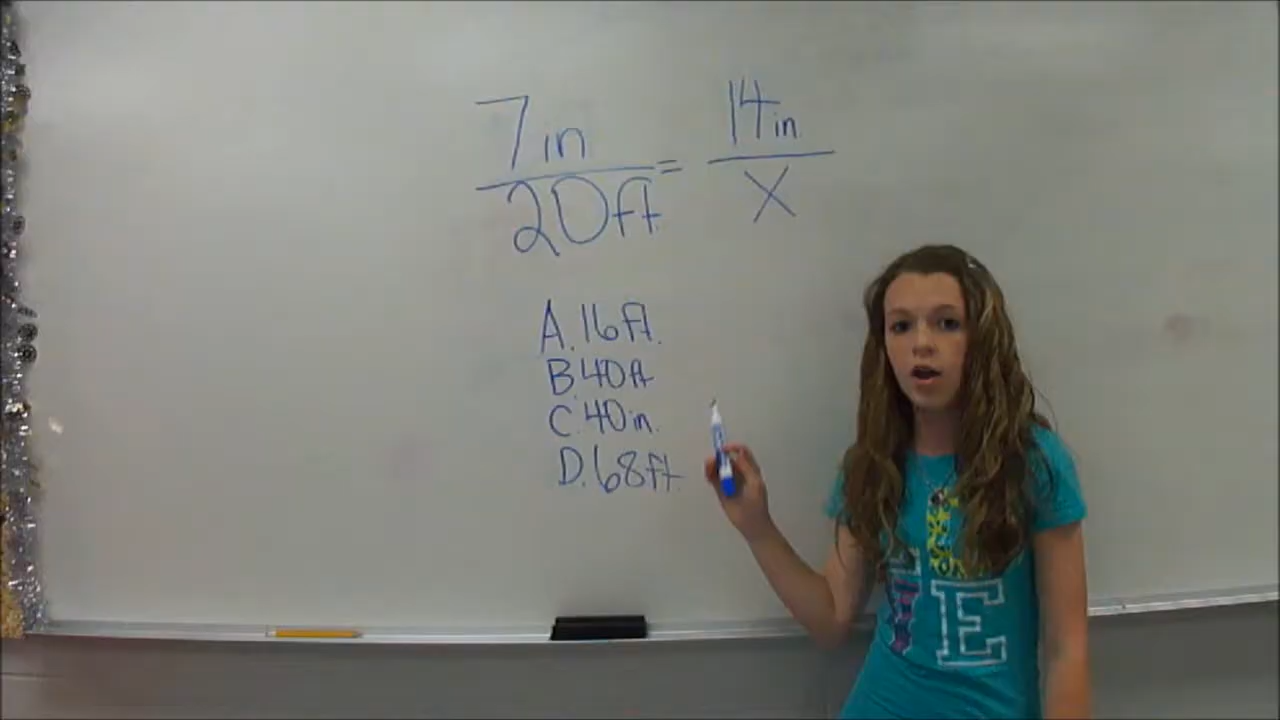 7in = 14in
20ft X
A. 16ft.
B. 40ft
C. 40in.
D. 68ft.